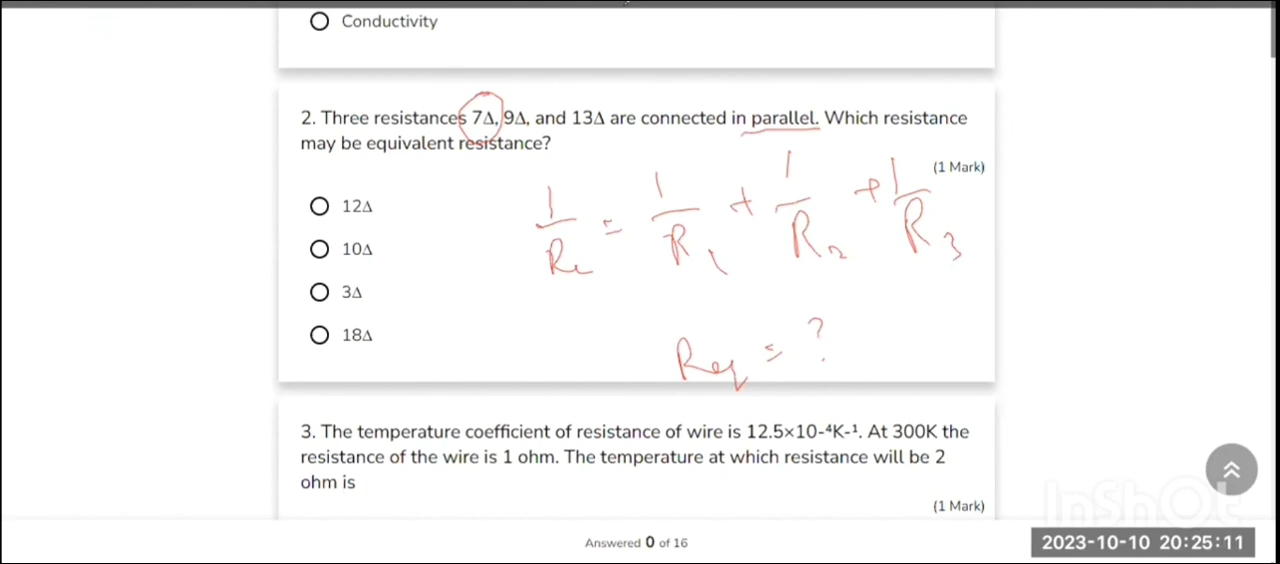 Conductivity
2. Three resistances 7Δ, 9Δ, and 13Δ are connected in parallel. Which resistance
may be equivalent resistance?
(1 Mark)
12Δ
10Δ
3Δ
18Δ
1/Re = 1/R1 + 1/R2 + 1/R3
Req = ?
3. The temperature coefficient of resistance of wire is 12.5×10-⁴K-¹. At 300K the
resistance of the wire is 1 ohm. The temperature at which resistance will be 2
ohm is
(1 Mark)
InShOt
Answered 0 of 16
2023-10-10 20:25:11